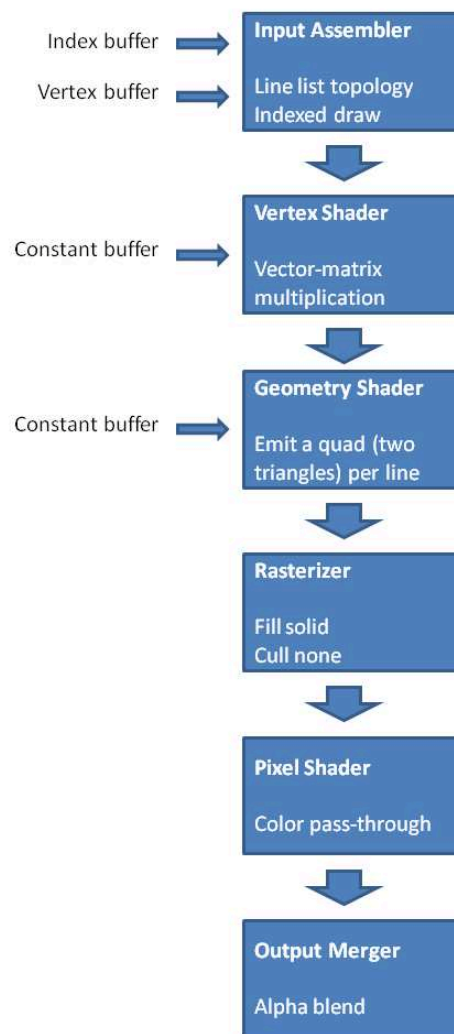 Index buffer
Vertex buffer
Input Assembler
Line list topology
Indexed draw
Constant buffer
Vertex Shader
Vector-matrix
multiplication
Constant buffer
Geometry Shader
Emit a quad (two
triangles) per line
Rasterizer
Fill solid
Cull none
Pixel Shader
Color pass-through
Output Merger
Alpha blend